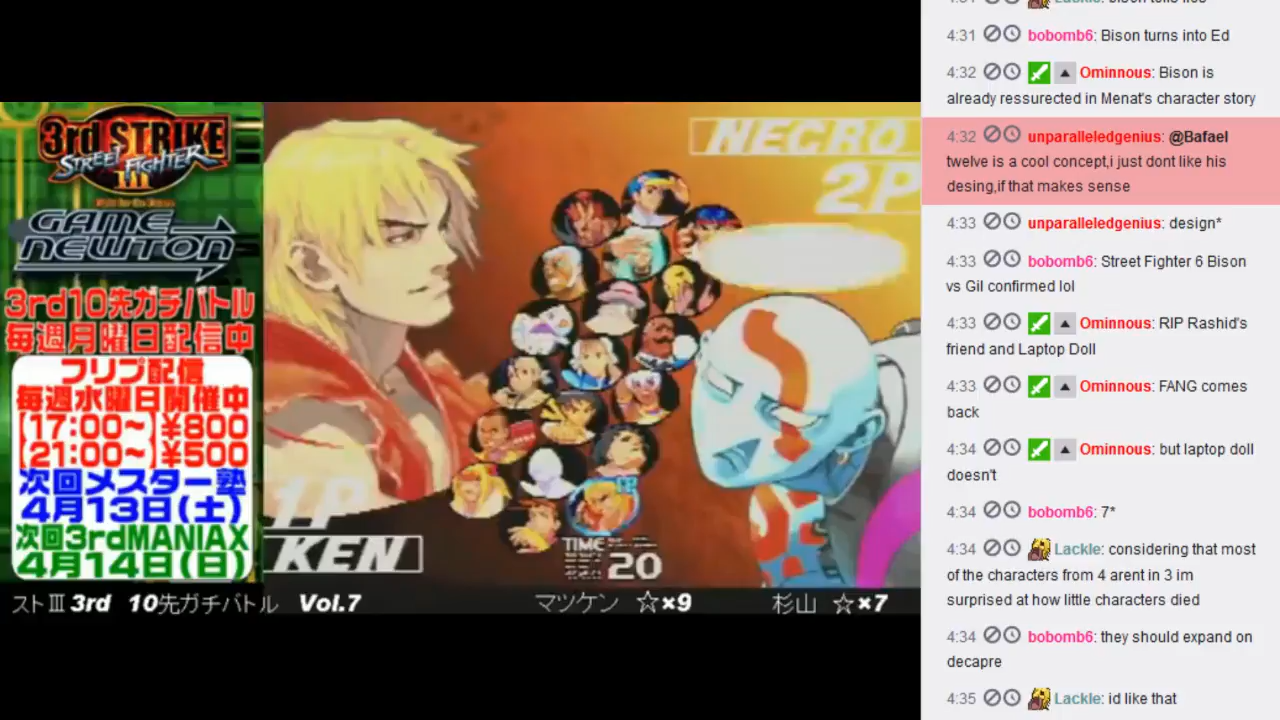 3rd STRIKE
STREET FIGHTER
III
GAME
NEWTON
3rd10先ガチバトル
毎週月曜日配信中
フリプ配信
毎週水曜日開催中
[17:00~]¥800
[21:00~]¥500
次回メスター塾
4月13日(土)
次回3rdMANIAX
4月14日(日)
NECRO
2P
1P
KEN
1P
TIME
20
ストⅢ 3rd 10先ガチバトル Vol.7
マツケン ☆×9 杉山 ☆×7
4:31 bobomb6: Bison turns into Ed
4:32 Ominnous: Bison is
already ressurected in Menat's character story
4:32 unparalleledgenius: @Bafael
twelve is a cool concept,i just dont like his
desing,if that makes sense
4:33 unparalleledgenius: design*
4:33 bobomb6: Street Fighter 6 Bison
vs Gil confirmed lol
4:33 Ominnous: RIP Rashid's
friend and Laptop Doll
4:33 Ominnous: FANG comes
back
4:34 Ominnous: but laptop doll
doesn't
4:34 bobomb6: 7*
4:34 Lackle: considering that most
of the characters from 4 arent in 3 im
surprised at how little characters died
4:34 bobomb6: they should expand on
decapre
4:35 Lackle: id like that